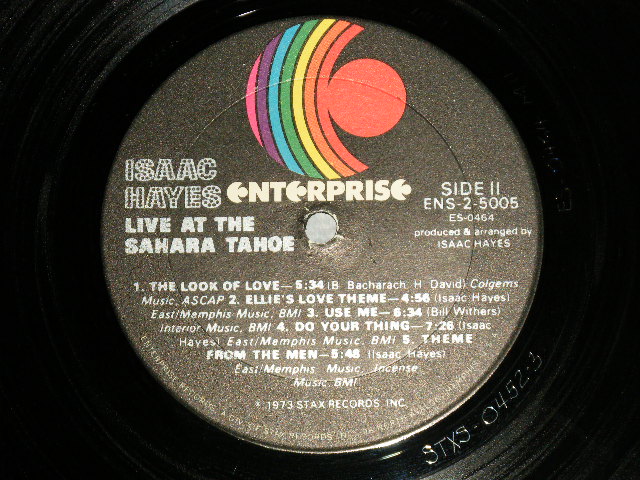 ISAAC
HAYES
ENTERPRISE
LIVE AT THE
SAHARA TAHOE
SIDE II
ENS-2-5005
ES-0464
produced & arranged by
ISAAC HAYES
1. THE LOOK OF LOVE—5:34 (B. Bacharach, H. David) Colgems
Music, ASCAP 2. ELLIE'S LOVE THEME—4:56 (Isaac Hayes)
East/Memphis Music, BMI 3. USE ME—6:34 (Bill Withers)
Interior Music, BMI 4. DO YOUR THING—7:26 (Isaac
Hayes) East/Memphis Music, BMI 5. THEME
FROM THE MEN—5:48 (Isaac Hayes)
East/Memphis Music, Incense
Music, BMI
℗ 1973 STAX RECORDS, INC.